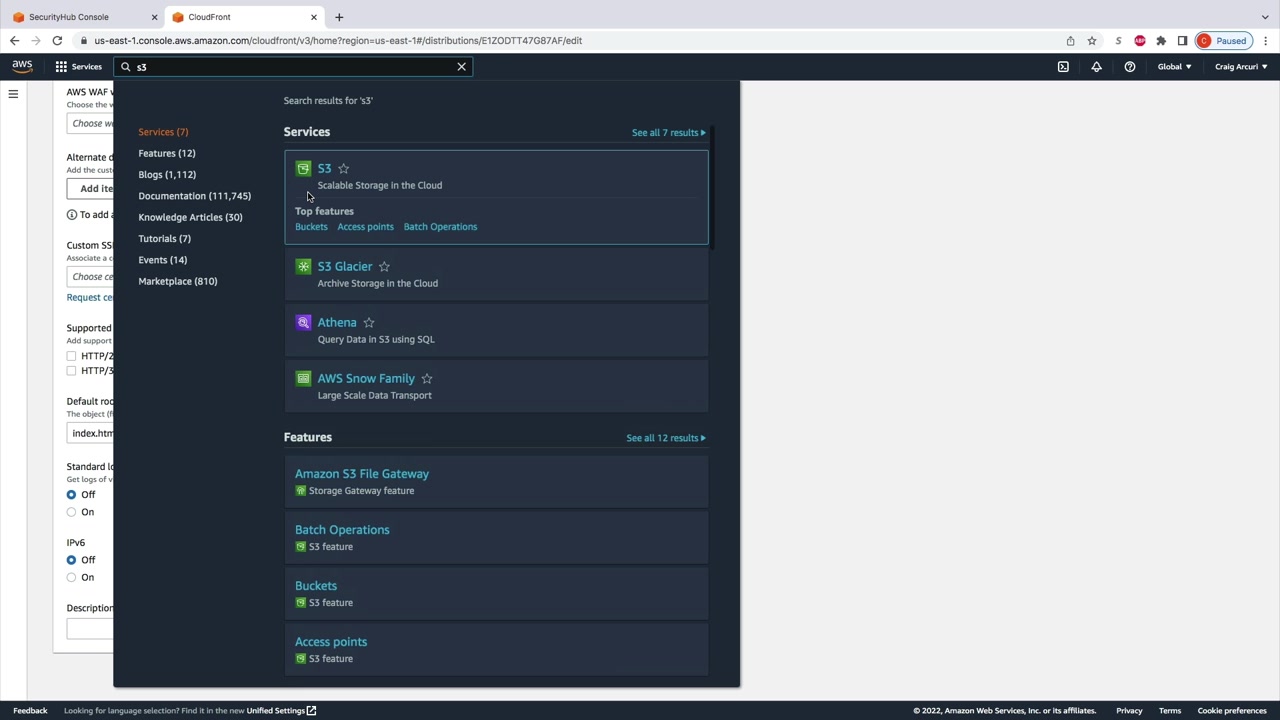 SecurityHub Console
CloudFront
us-east-1.console.aws.amazon.com/cloudfront/v3/home?region=us-east-1#/distributions/E1ZODTT47G87AF/edit
S
ABP
C
Paused
aws
Services
s3
Global
Craig Arcuri
AWS WAF
Choose the
Choose
Alternate
Add the
Add
To add
Custom
Associate a
Choose
Request
Supported
Add support
HTTP/2
HTTP/3
Default
The object
Standard
Get logs of
Off
On
IPv6
Off
On
Description
Search results for 's3'
Services (7)
Features (12)
Blogs (1,112)
Documentation (111,745)
Knowledge Articles (30)
Tutorials (7)
Events (14)
Marketplace (810)
Services
See all 7 results
S3
Scalable Storage in the Cloud
Top features
Buckets Access points Batch Operations
S3 Glacier
Archive Storage in the Cloud
Athena
Query Data in S3 using SQL
AWS Snow Family
Large Scale Data Transport
Features
See all 12 results
Amazon S3 File Gateway
Storage Gateway feature
Batch Operations
S3 feature
Buckets
S3 feature
Access points
S3 feature
Feedback
Looking for language selection? Find it in the new Unified Settings
© 2022, Amazon Web Services, Inc. or its affiliates.
Privacy
Terms
Cookie preferences